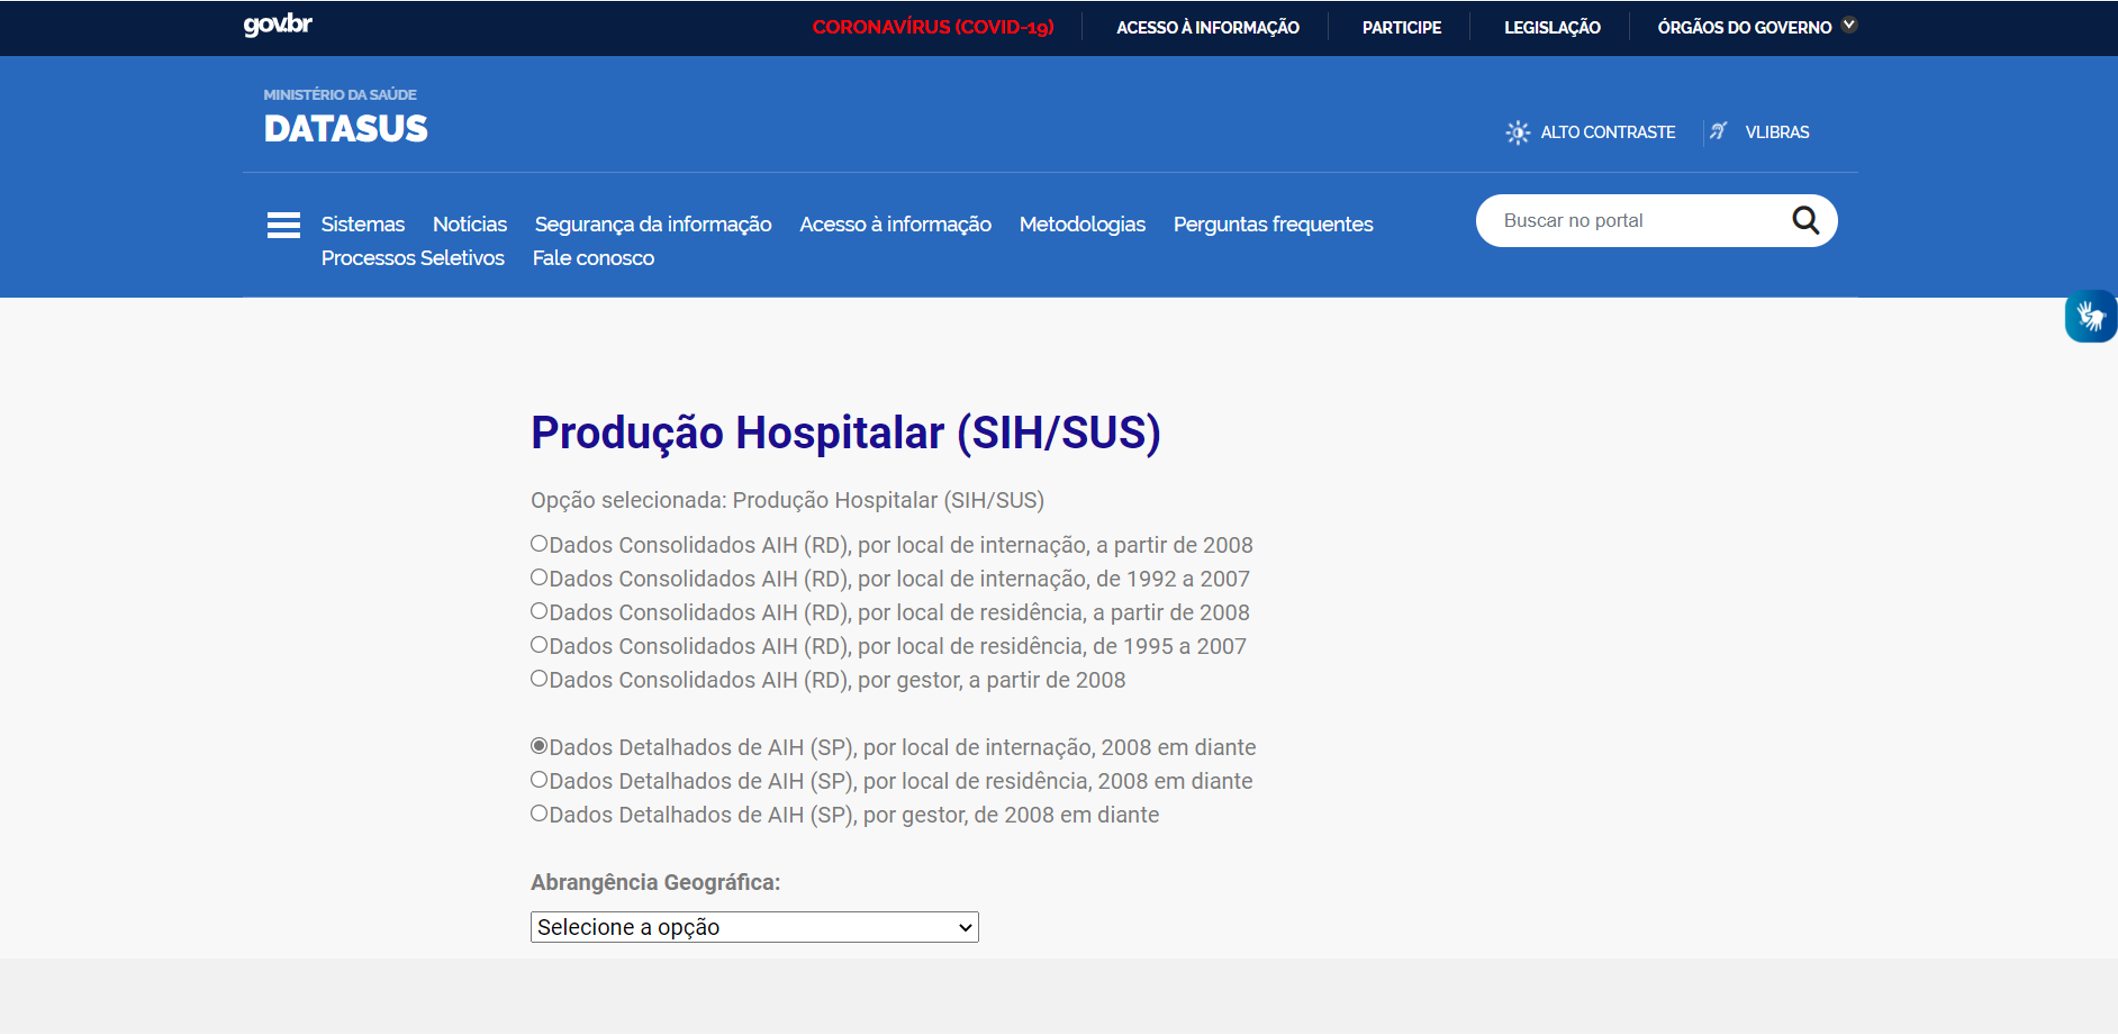 gov.br
CORONAVÍRUS (COVID-19) ACESSO À INFORMAÇÃO PARTICIPE LEGISLAÇÃO ÓRGÃOS DO GOVERNO
MINISTÉRIO DA SAÚDE
DATASUS
ALTO CONTRASTE VLIBRAS
Sistemas Notícias Segurança da informação Acesso à informação Metodologias Perguntas frequentes
Processos Seletivos Fale conosco
Buscar no portal
Produção Hospitalar (SIH/SUS)
Opção selecionada: Produção Hospitalar (SIH/SUS)
Dados Consolidados AIH (RD), por local de internação, a partir de 2008
Dados Consolidados AIH (RD), por local de internação, de 1992 a 2007
Dados Consolidados AIH (RD), por local de residência, a partir de 2008
Dados Consolidados AIH (RD), por local de residência, de 1995 a 2007
Dados Consolidados AIH (RD), por gestor, a partir de 2008
Dados Detalhados de AIH (SP), por local de internação, 2008 em diante
Dados Detalhados de AIH (SP), por local de residência, 2008 em diante
Dados Detalhados de AIH (SP), por gestor, de 2008 em diante
Abrangência Geográfica:
Selecione a opção